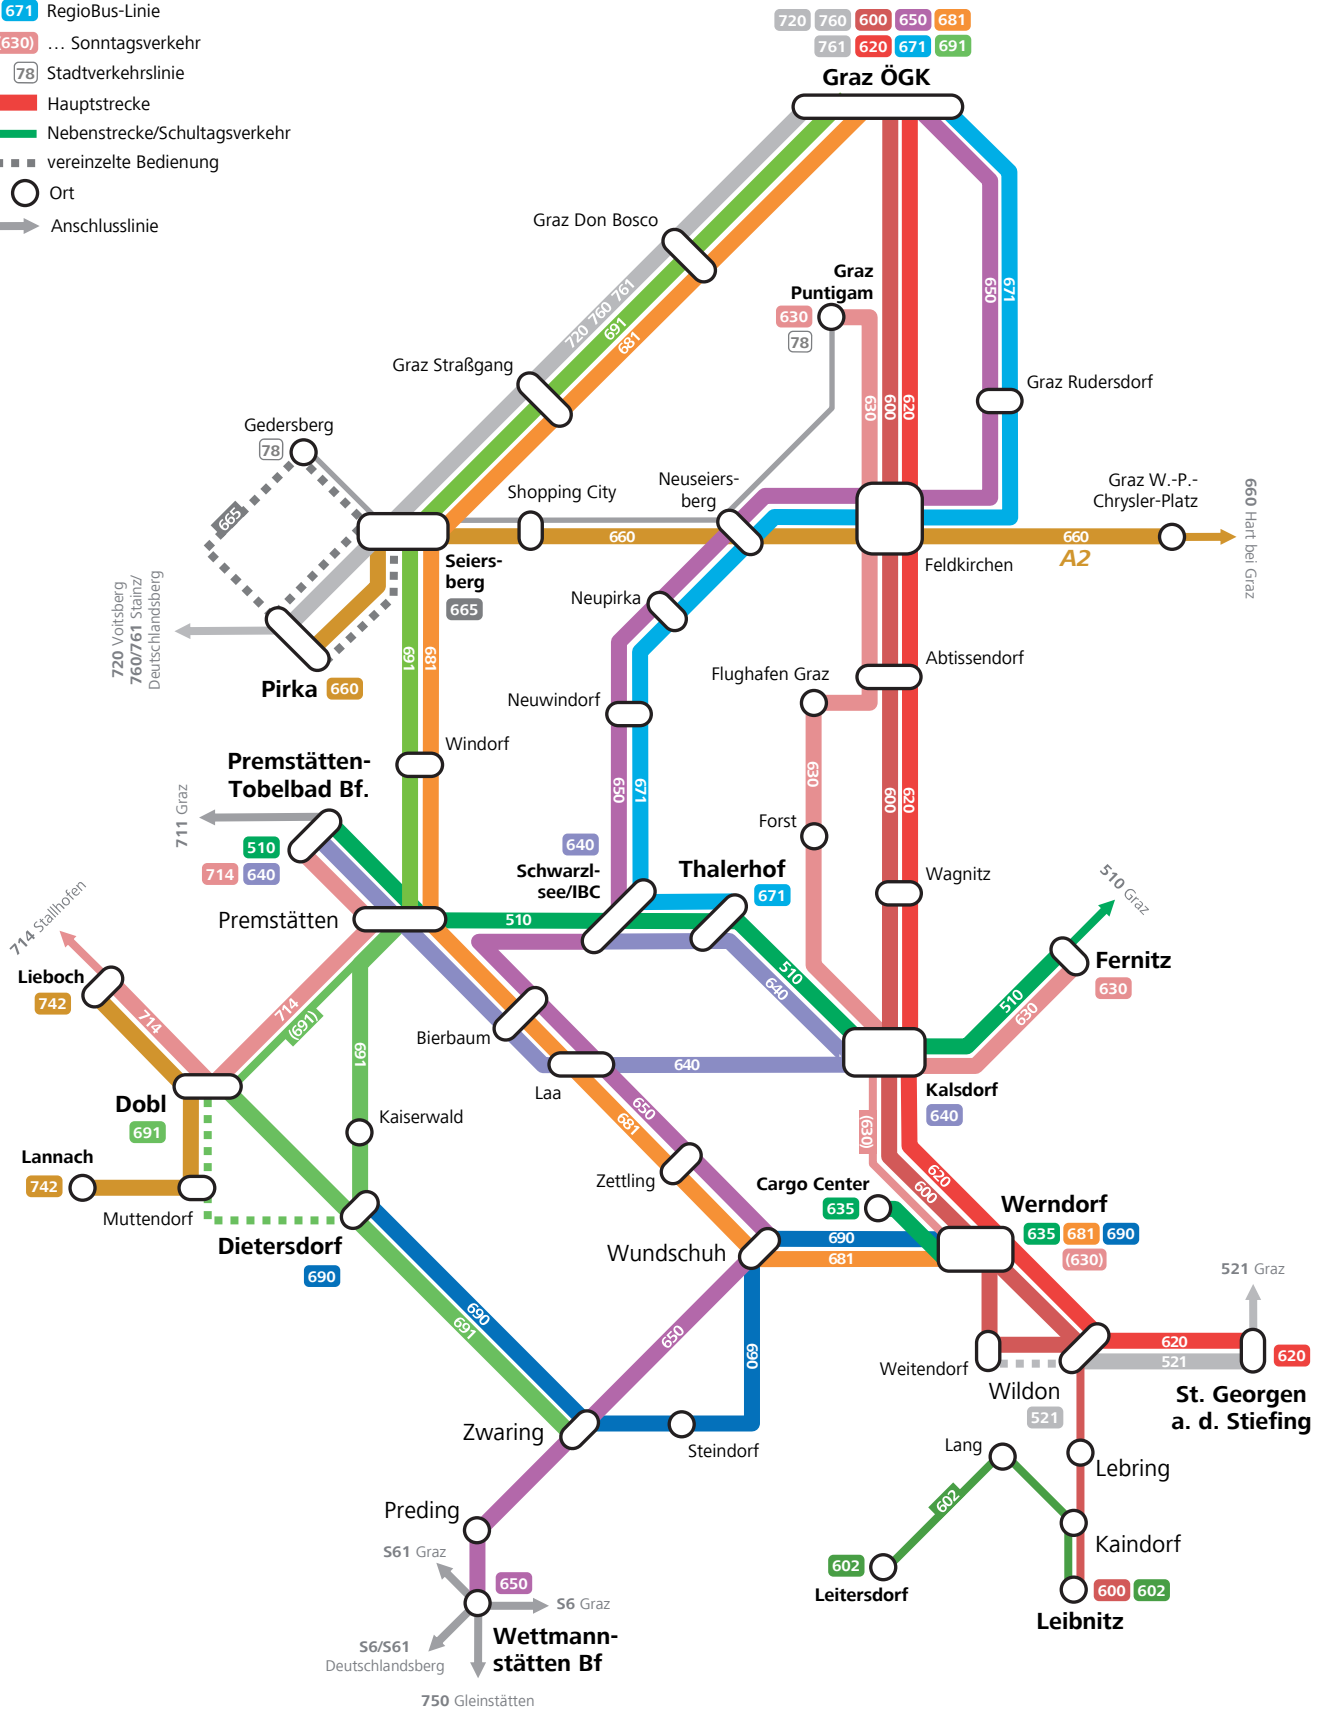 671 RegioBus-Linie
(630) ... Sonntagsverkehr
78 Stadtverkehrslinie
Hauptstrecke
Nebenstrecke/Schultagsverkehr
vereinzelte Bedienung
Ort
Anschlusslinie
720 760 600 650 681
761 620 671 691
Graz ÖGK
Graz Don Bosco
720 760 761
691
681
Graz
Puntigam
630
78
650
671
Graz Straßgang
Graz Rudersdorf
630
600
620
Gedersberg
78
665
Shopping City
Neuseiers-
berg
Graz W.-P.-
Chrysler-Platz
660
660
A2
660 Hart bei
Graz
Seiers-
berg
665
Feldkirchen
720 Voitsberg
760/761 Stainz/
Deutschlandsberg
Neupirka
Pirka 660
691
681
Abtissendorf
Flughafen Graz
Neuwindorf
Windorf
Premstätten-
Tobelbad Bf.
711 Graz
510
714 640
650
671
630
600
620
Forst
640
Schwarzl-
see/IBC
Thalerhof
671
Wagnitz
510 Graz
714 Stallhofen
Premstätten
510
510
640
Fernitz
630
510
630
Lieboch
742
714
714
(691)
691
Bierbaum
Laa
640
Kalsdorf
640
Dobl
691
Kaiserwald
650
681
(630)
620
600
Lannach
742
Muttendorf
Zettling
Cargo Center
635
Werndorf
635 681 690
(630)
Dietersdorf
690
Wundschuh
690
681
521 Graz
690
691
650
690
Weitendorf
Wildon
521
620
521
620
St. Georgen
a. d. Stiefing
Zwaring
Steindorf
Lang
Lebring
602
Preding
Kaindorf
S61 Graz
650
S6 Graz
602
Leitersdorf
600 602
Leibnitz
Wettmann-
stätten Bf
S6/S61
Deutschlandsberg
750 Gleinstätten